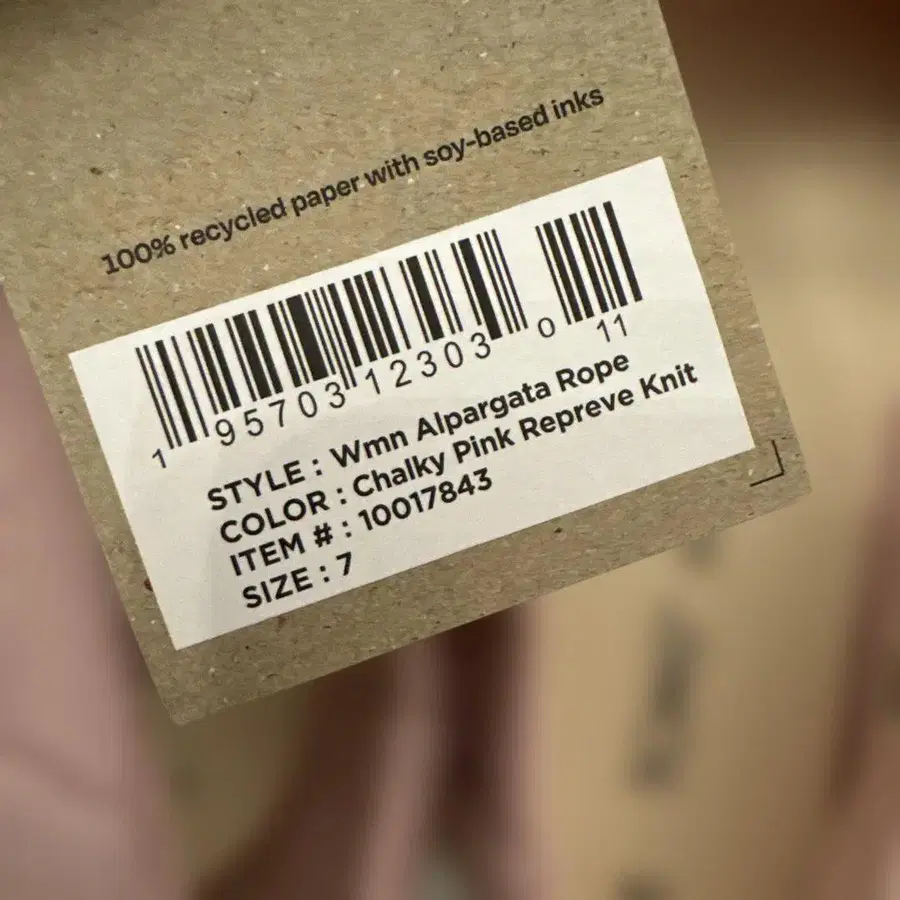 100% recycled paper with soy-based inks
1 95703 12303 0 11
STYLE : Wmn Alpargata Rope
COLOR : Chalky Pink Repreve Knit
ITEM # : 10017843
SIZE : 7